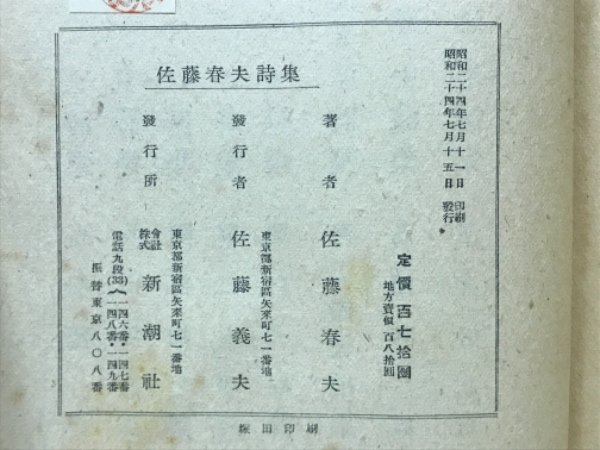 佐藤春夫詩集
昭和二十四年七月十一日 印刷
昭和二十四年七月十五日 發行
定價 百七拾圓
地方賣價 百八拾圓
著者 佐藤春夫
東京都新宿區矢來町七一番地
發行者 佐藤義夫
東京都新宿區矢來町七一番地
發行所 株式會社 新潮社
電話九段(33) 一四六番・一四七番
一四八番・一四九番
振替東京八〇八番
堀田印刷